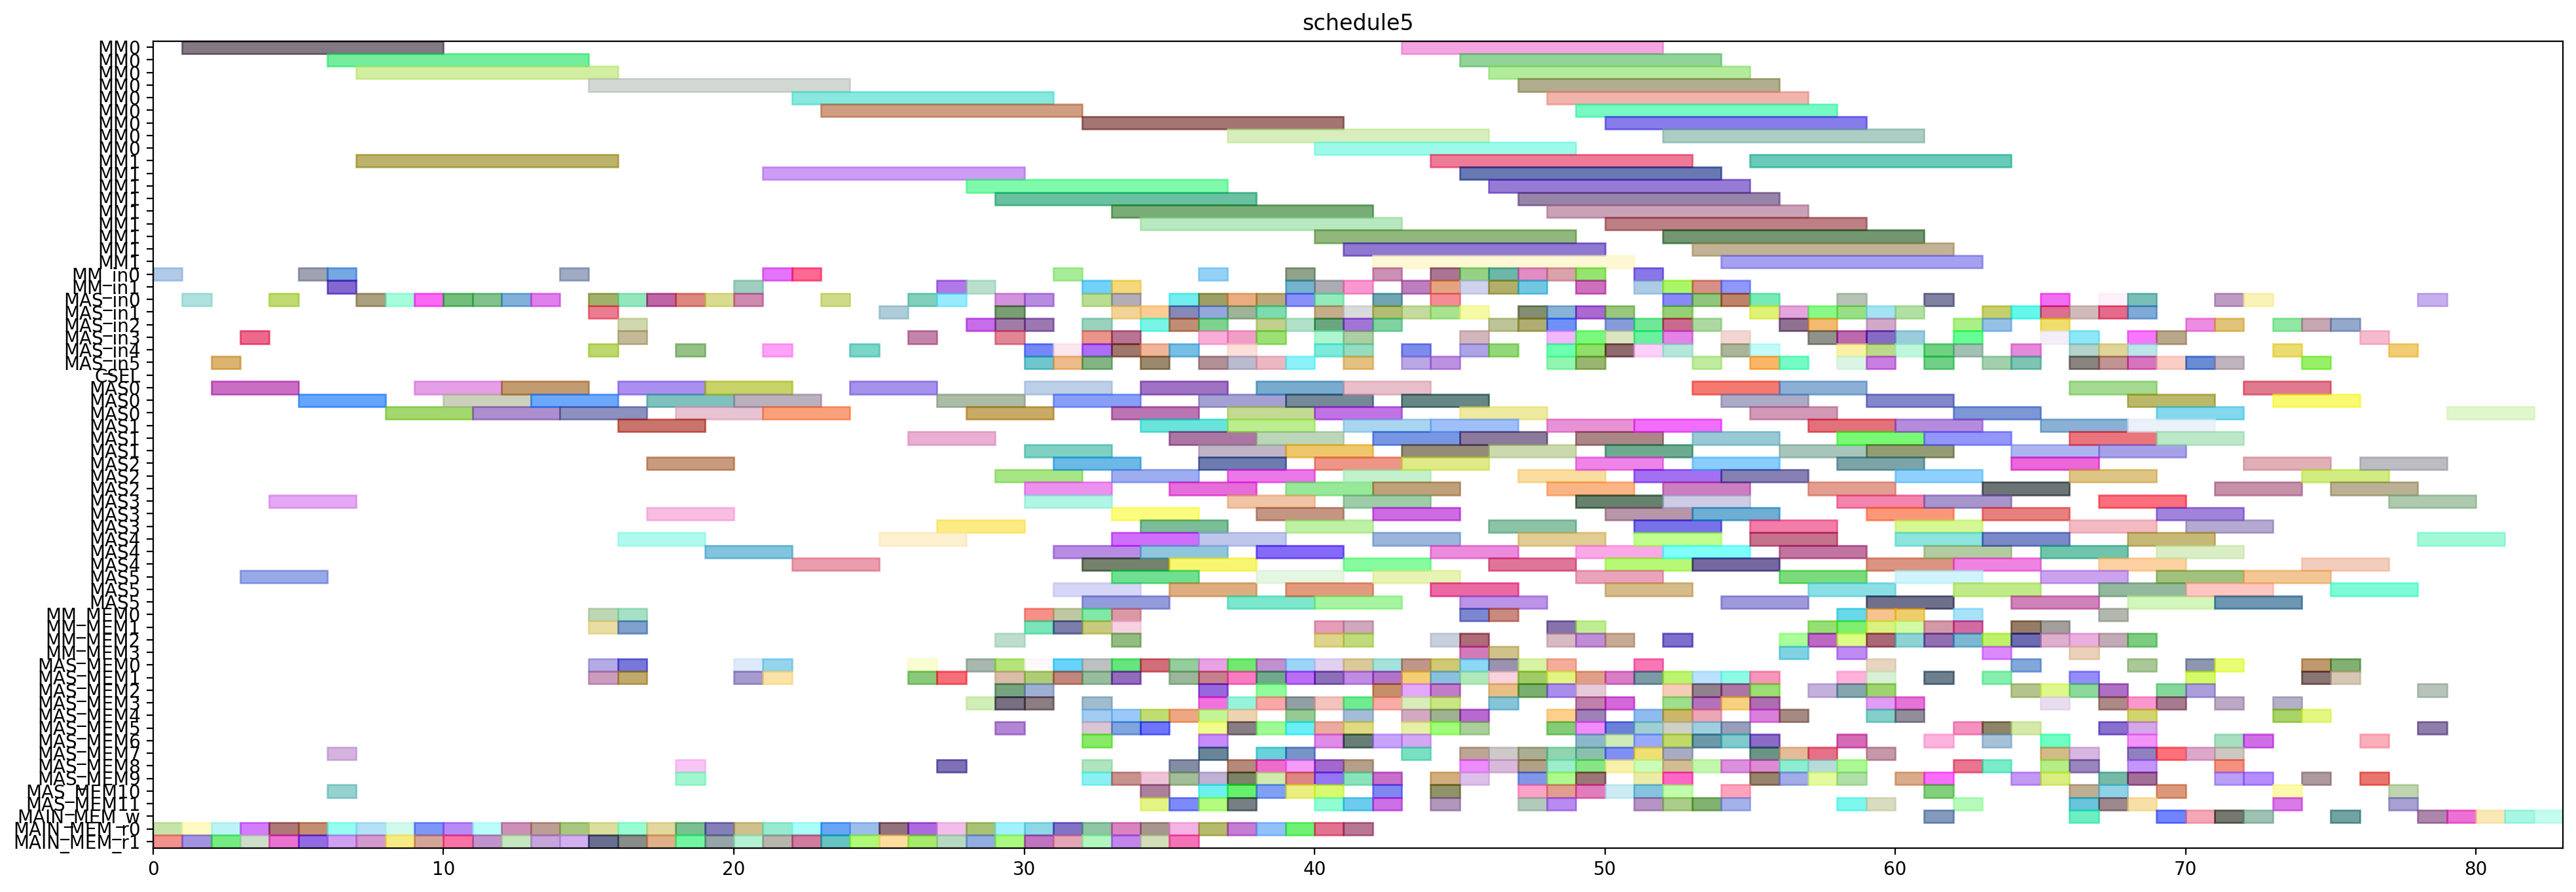 schedule5
MM0
MM0
MM0
MM0
MM0
MM0
MM0
MM0
MM0
MM1
MM1
MM1
MM1
MM1
MM1
MM1
MM1
MM1
MM_in0
MM_in1
MAS_in0
MAS_in1
MAS_in2
MAS_in3
MAS_in4
MAS_in5
CSEL
MAS0
MAS0
MAS0
MAS1
MAS1
MAS1
MAS2
MAS2
MAS2
MAS3
MAS3
MAS3
MAS4
MAS4
MAS4
MAS5
MAS5
MAS5
MM_MEM0
MM_MEM1
MM_MEM2
MM_MEM3
MAS_MEM0
MAS_MEM1
MAS_MEM2
MAS_MEM3
MAS_MEM4
MAS_MEM5
MAS_MEM6
MAS_MEM7
MAS_MEM8
MAS_MEM9
MAS_MEM10
MAS_MEM11
MAIN_MEM_w
MAIN_MEM_r0
MAIN_MEM_r1
0 10 20 30 40 50 60 70 80